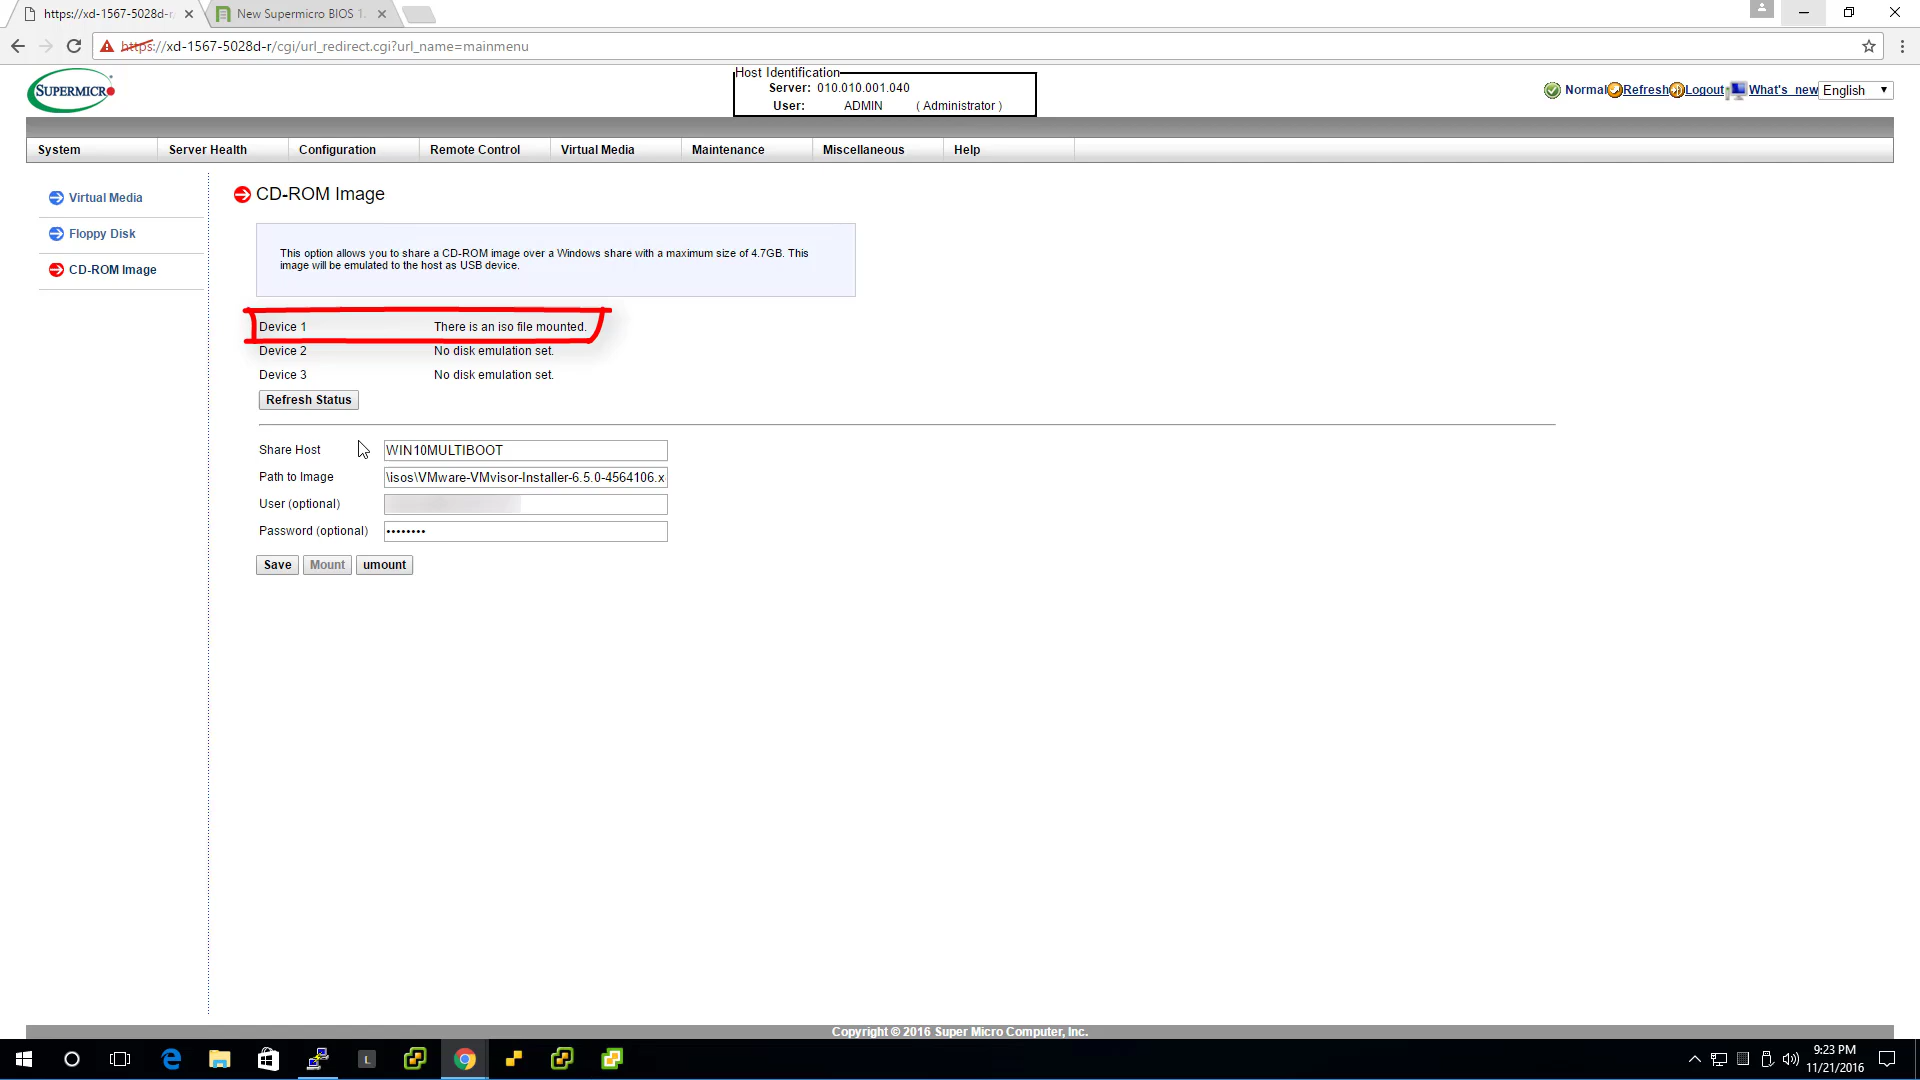 https://xd-1567-5028d-r
New Supermicro BIOS 1.
https://xd-1567-5028d-r/cgi/url_redirect.cgi?url_name=mainmenu
SUPERMICRO
Host Identification
Server: 010.010.001.040
User: ADMIN ( Administrator )
Normal Refresh Logout What's new English
System Server Health Configuration Remote Control Virtual Media Maintenance Miscellaneous Help
Virtual Media
Floppy Disk
CD-ROM Image
CD-ROM Image
This option allows you to share a CD-ROM image over a Windows share with a maximum size of 4.7GB. This
image will be emulated to the host as USB device.
Device 1 There is an iso file mounted.
Device 2 No disk emulation set.
Device 3 No disk emulation set.
Refresh Status
Share Host WIN10MULTIBOOT
Path to Image \isos\VMware-VMvisor-Installer-6.5.0-4564106.x
User (optional)
Password (optional) ••••••••
Save Mount umount
Copyright © 2016 Super Micro Computer, Inc.
L
9:23 PM
11/21/2016